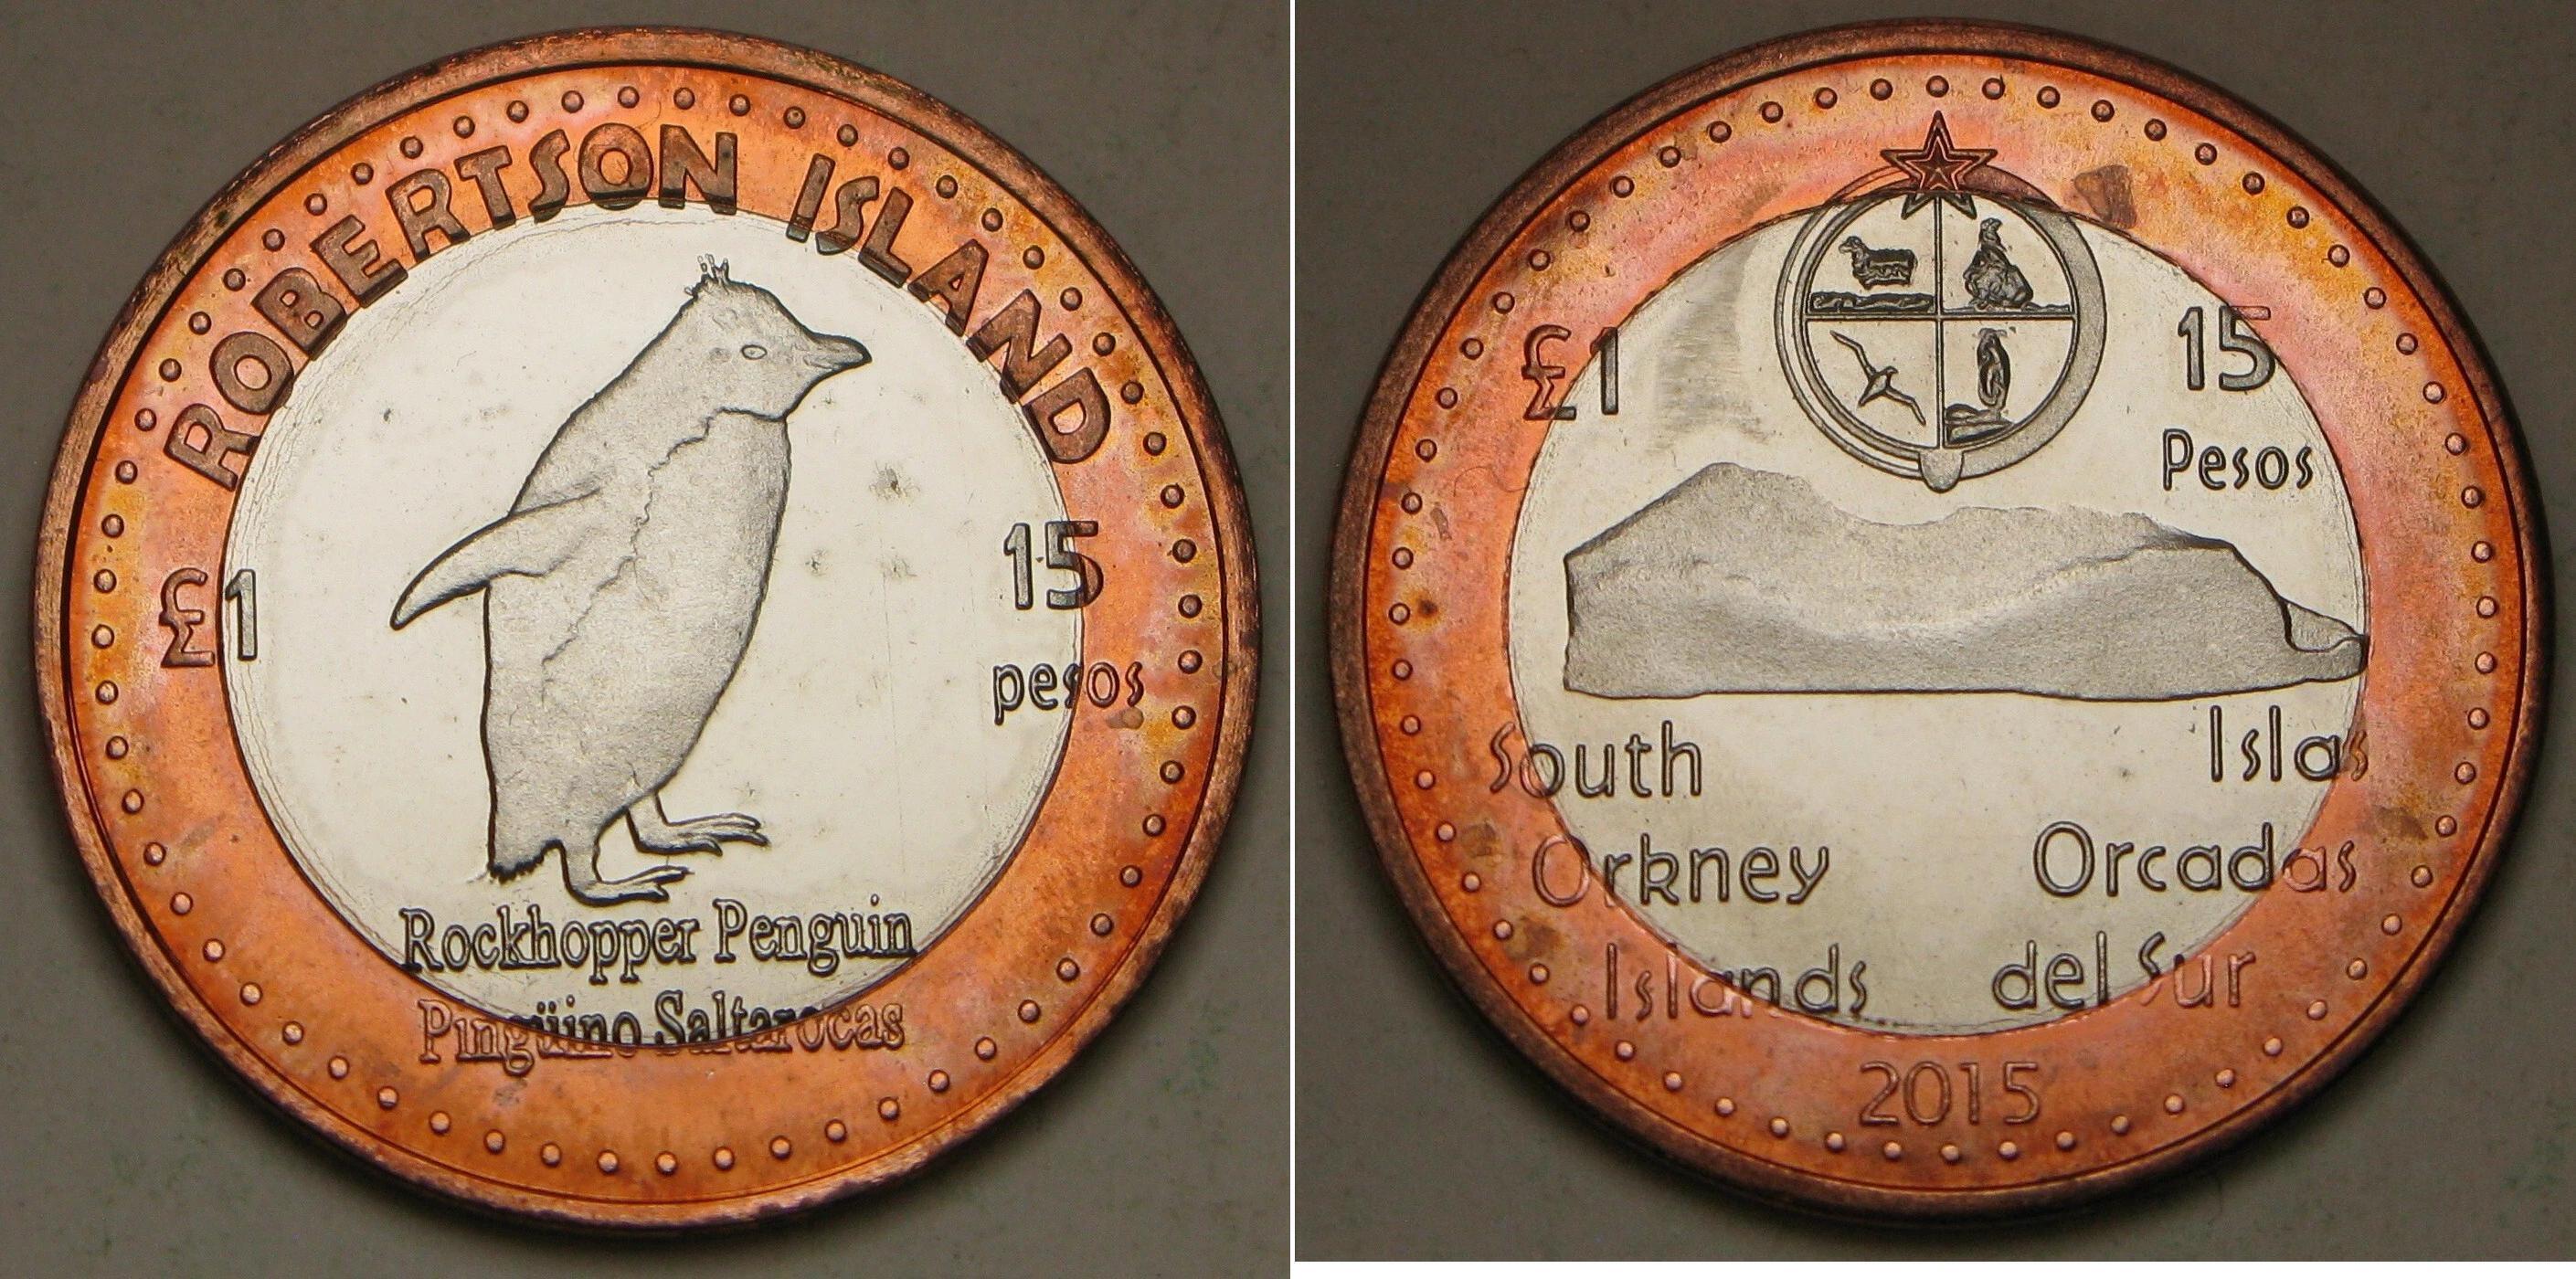 ROBERTSON ISLAND
£1
15
pesos
Rockhopper Penguin
Pingüino Saltarocas
£1
15
Pesos
South
Orkney
Islands
Islas
Orcadas
del Sur
2015